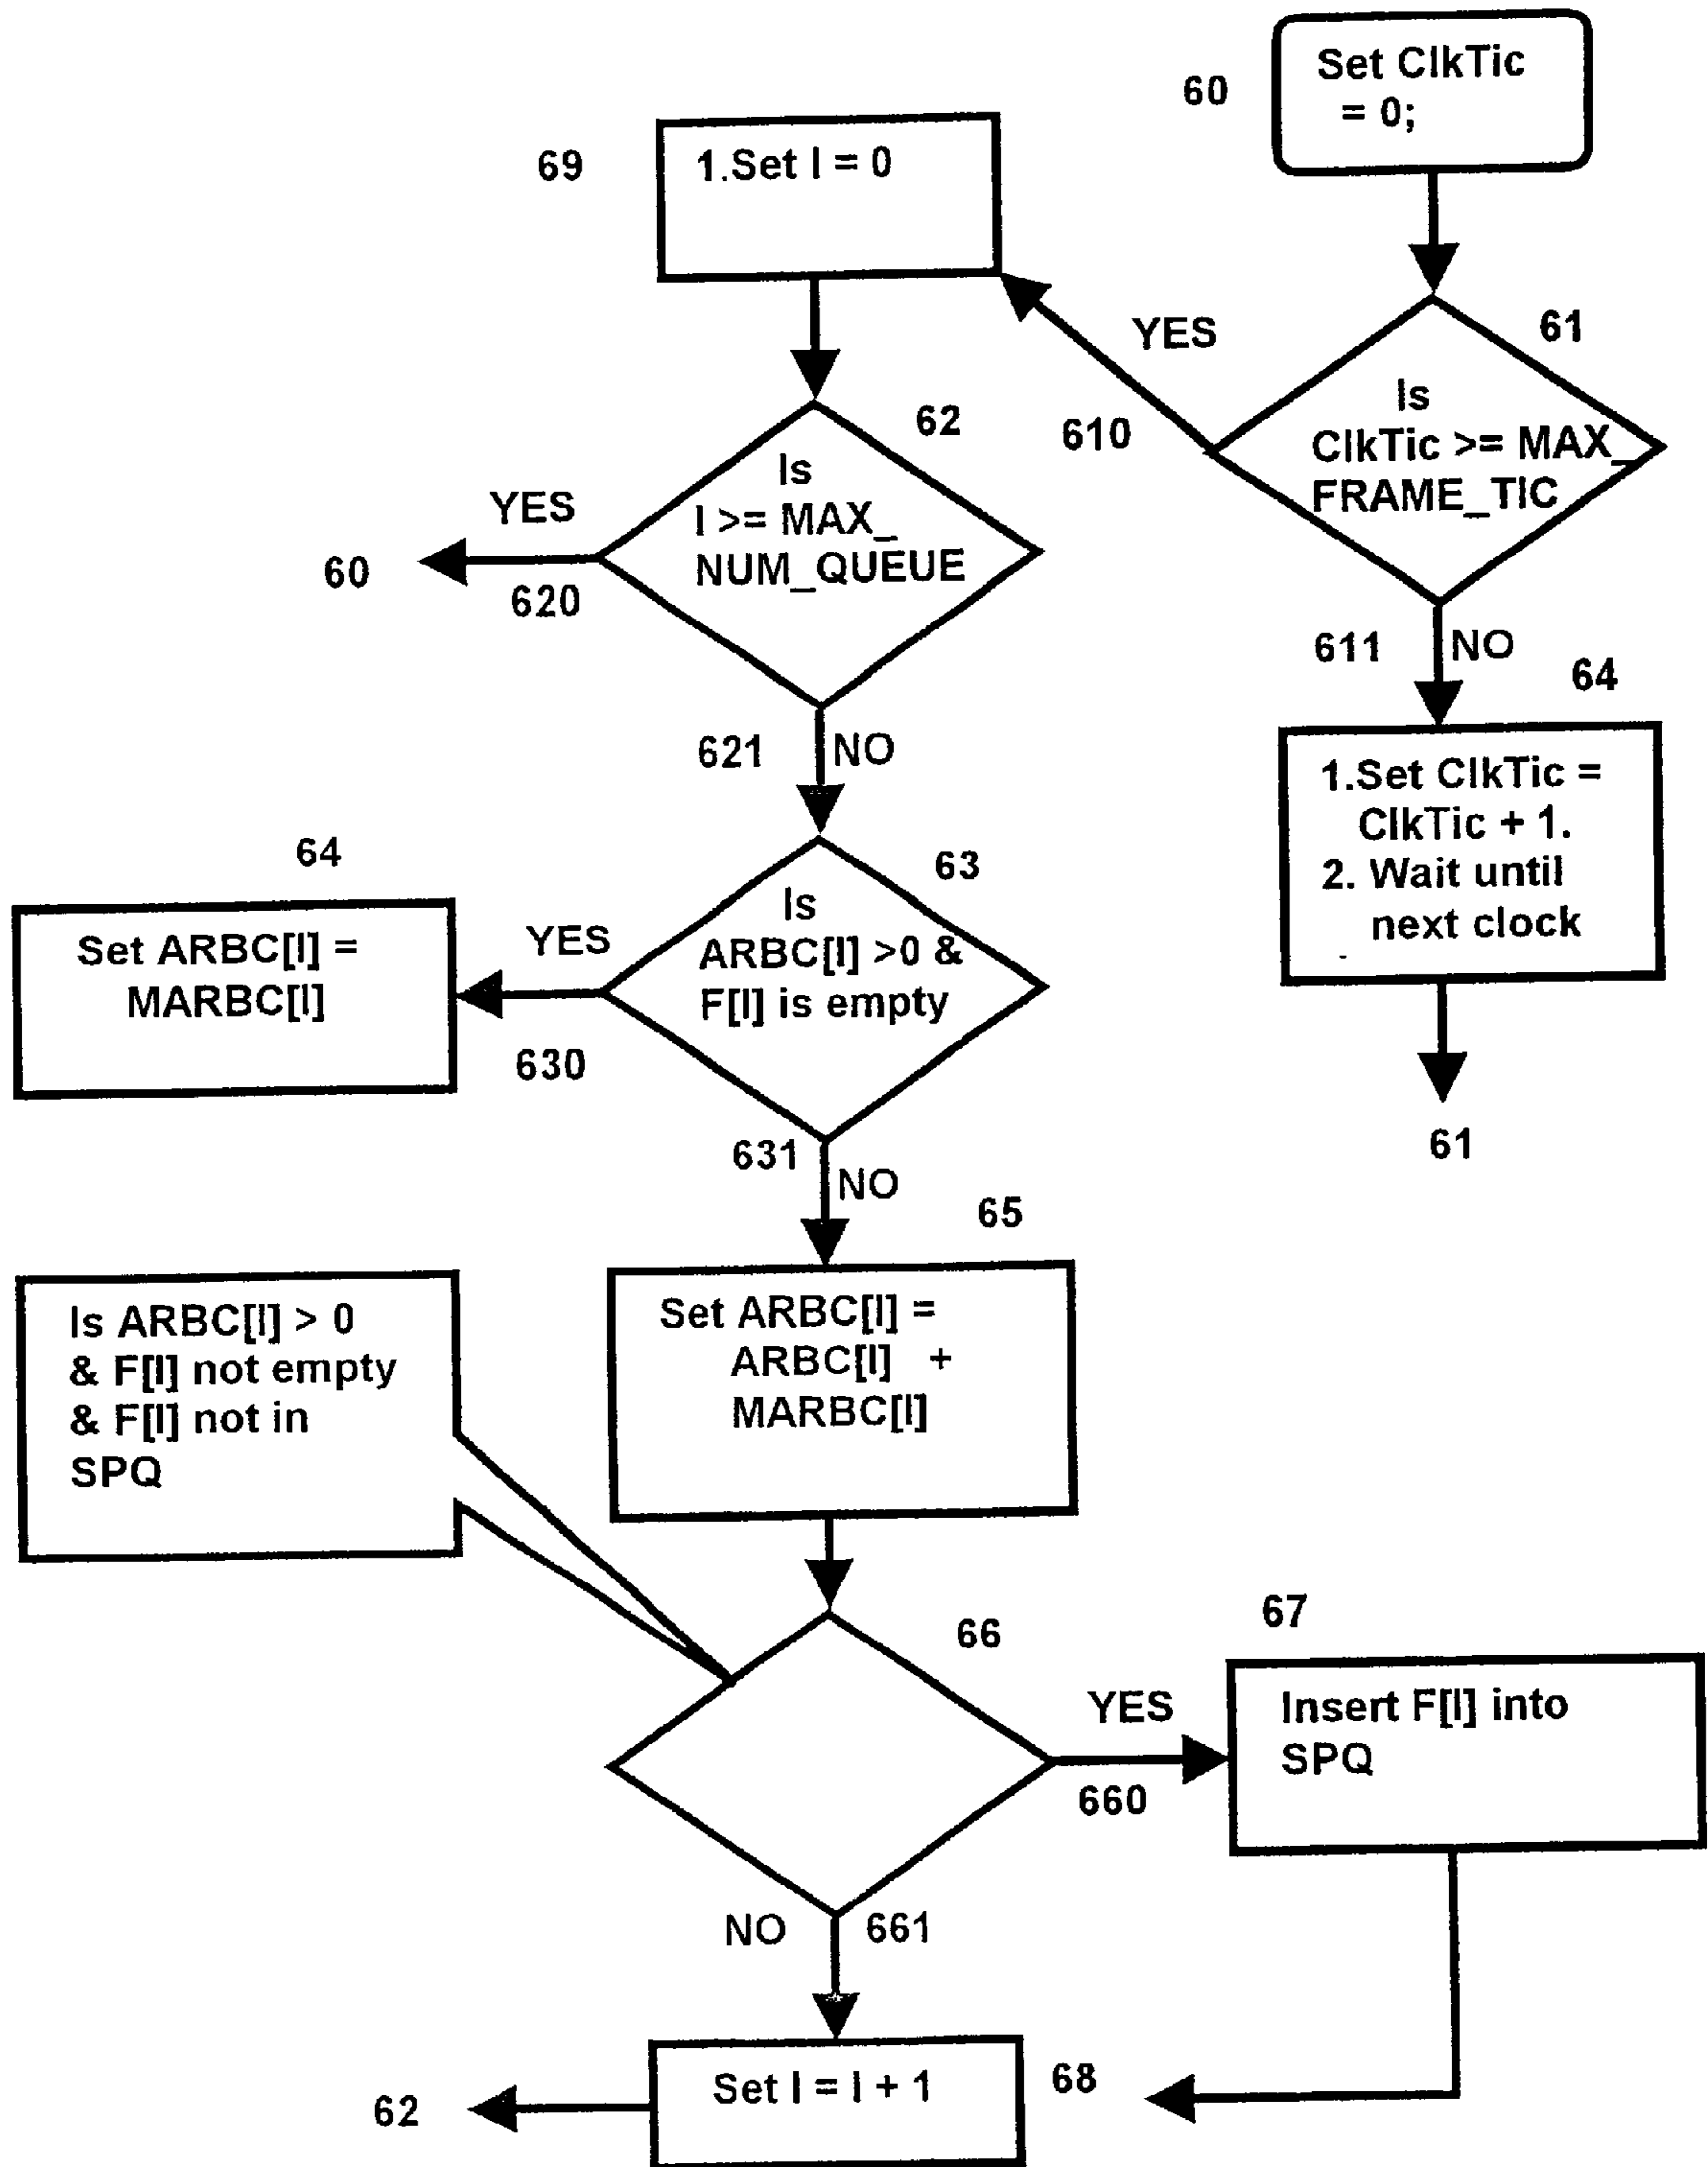 60
Set ClkTic
= 0;
69
1.Set I = 0
61
Is
ClkTic >= MAX_
FRAME_TIC
YES
610
611
NO
64
1.Set ClkTic =
ClkTic + 1.
2. Wait until
next clock
61
62
Is
I >= MAX_
NUM_QUEUE
YES
60
620
621
NO
63
Is
ARBC[I] >0 &
F[I] is empty
YES
630
64
Set ARBC[I] =
MARBC[I]
631
NO
65
Set ARBC[I] =
ARBC[I] +
MARBC[I]
Is ARBC[I] > 0
& F[I] not empty
& F[I] not in
SPQ
66
YES
660
67
Insert F[I] into
SPQ
NO
661
Set I = I + 1
68
62